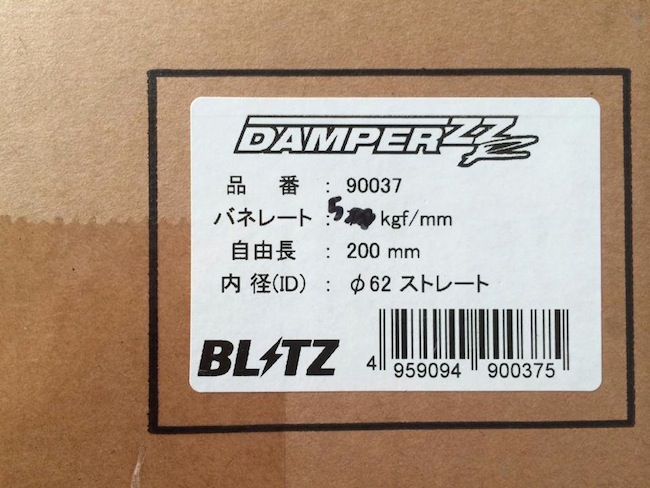 DAMPER ZZ-R
品 番 : 90037
バネレート : 5 kgf/mm
自由長 : 200 mm
内 径(ID) : φ62 ストレート
BLITZ
4 959094 900375